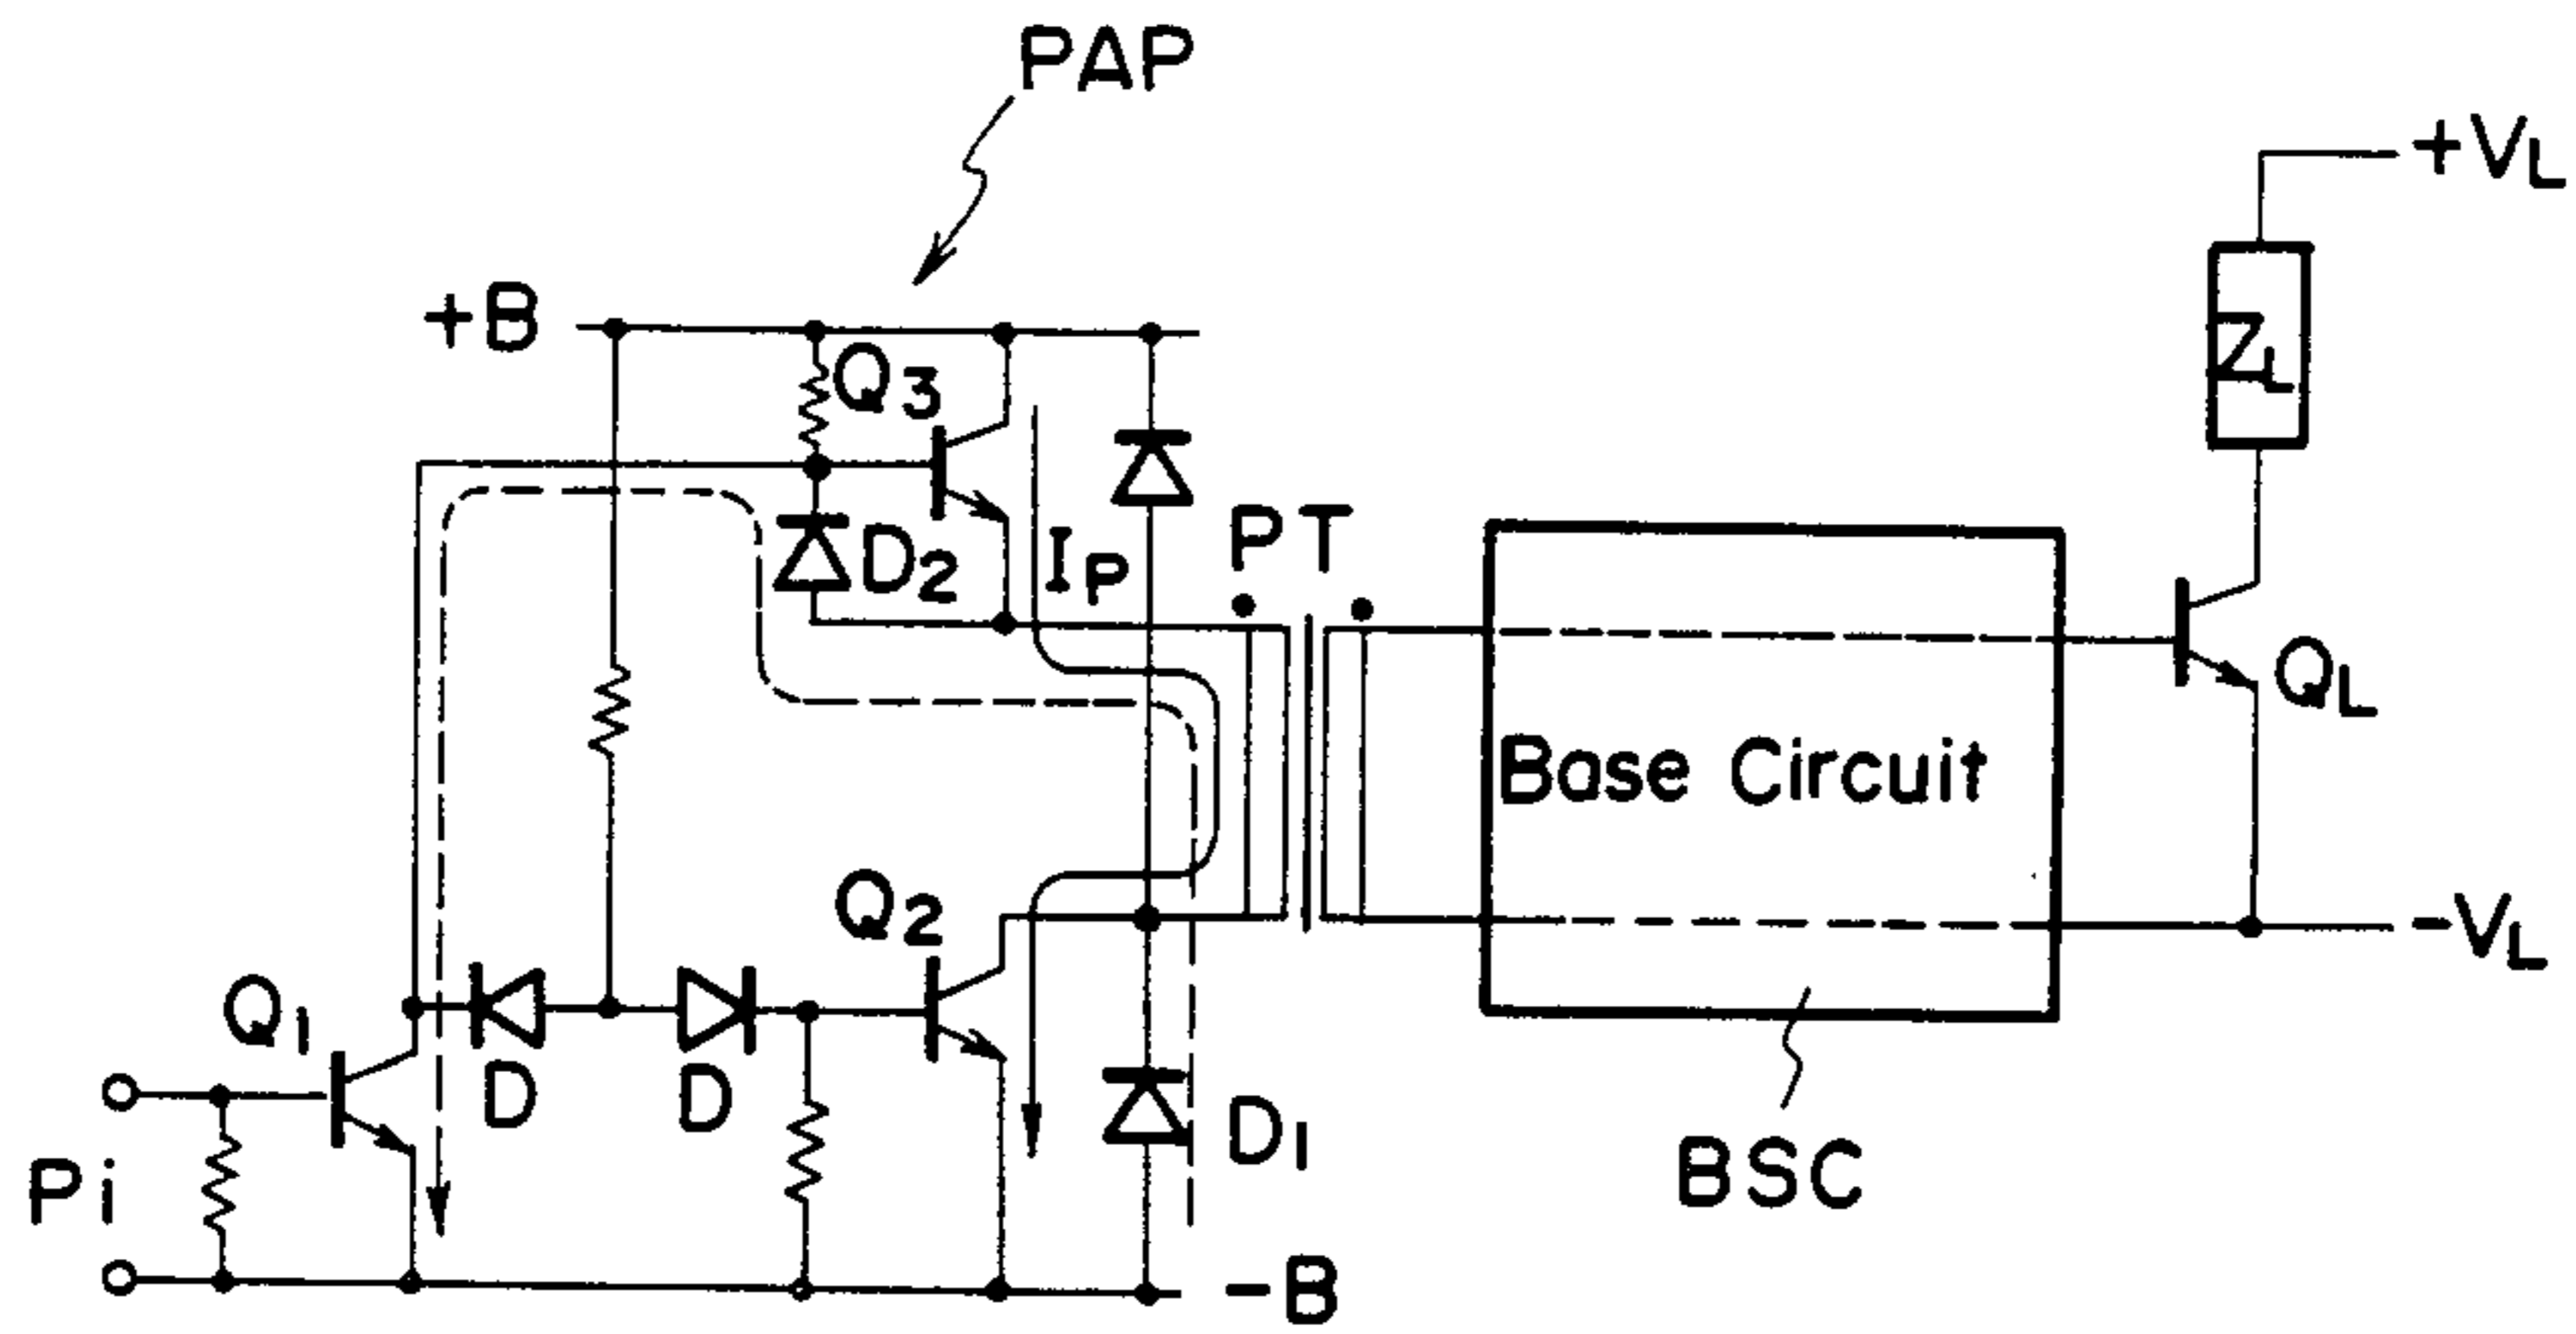 PAP
+VL
+B
Q3
ZL
D2
IP
PT
QL
Base Circuit
Q2
-VL
Q1
D
D
D1
Pi
BSC
-B